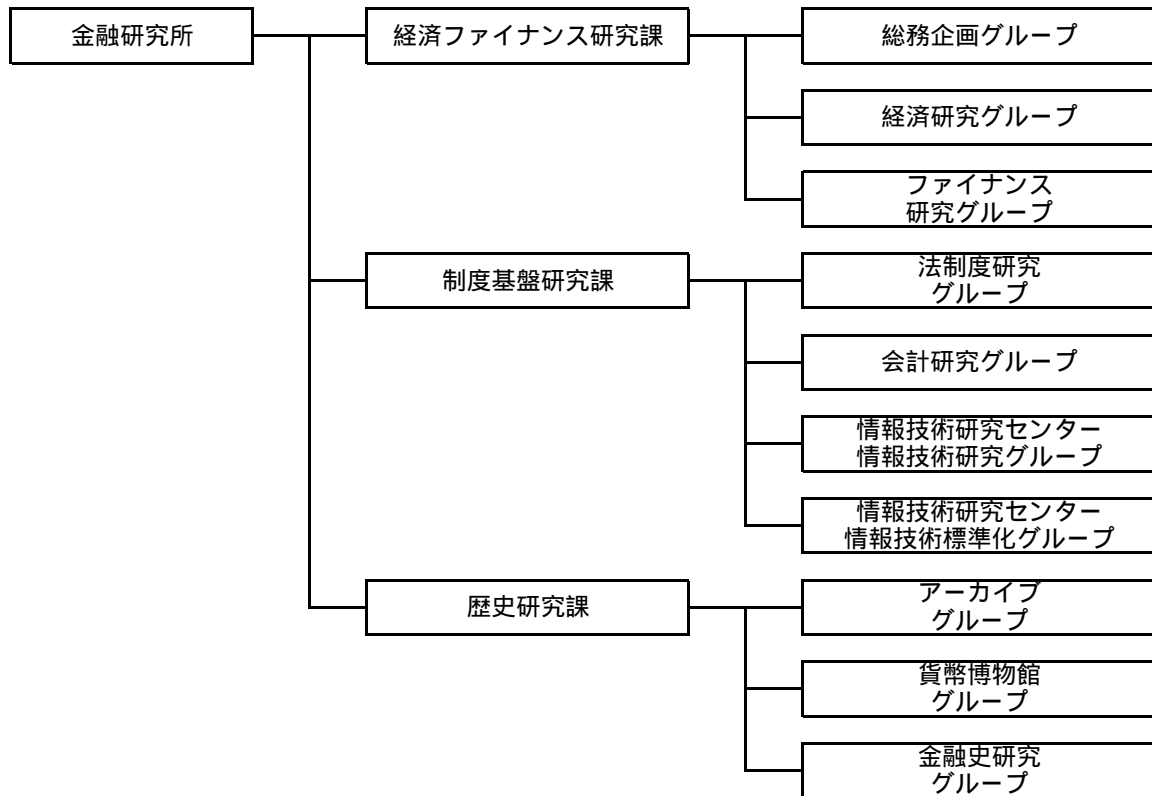 金融研究所
経済ファイナンス研究課
総務企画グループ
経済研究グループ
ファイナンス
研究グループ
制度基盤研究課
法制度研究
グループ
会計研究グループ
情報技術研究センター
情報技術研究グループ
情報技術研究センター
情報技術標準化グループ
歴史研究課
アーカイブ
グループ
貨幣博物館
グループ
金融史研究
グループ